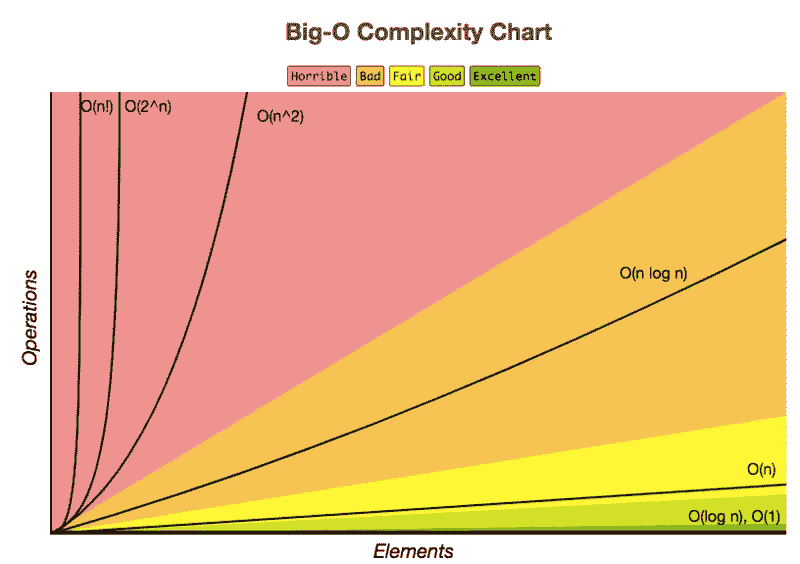 Big-O Complexity Chart
Horrible Bad Fair Good Excellent
O(n!) O(2^n)
O(n^2)
O(n log n)
O(n)
O(log n), O(1)
Operations
Elements